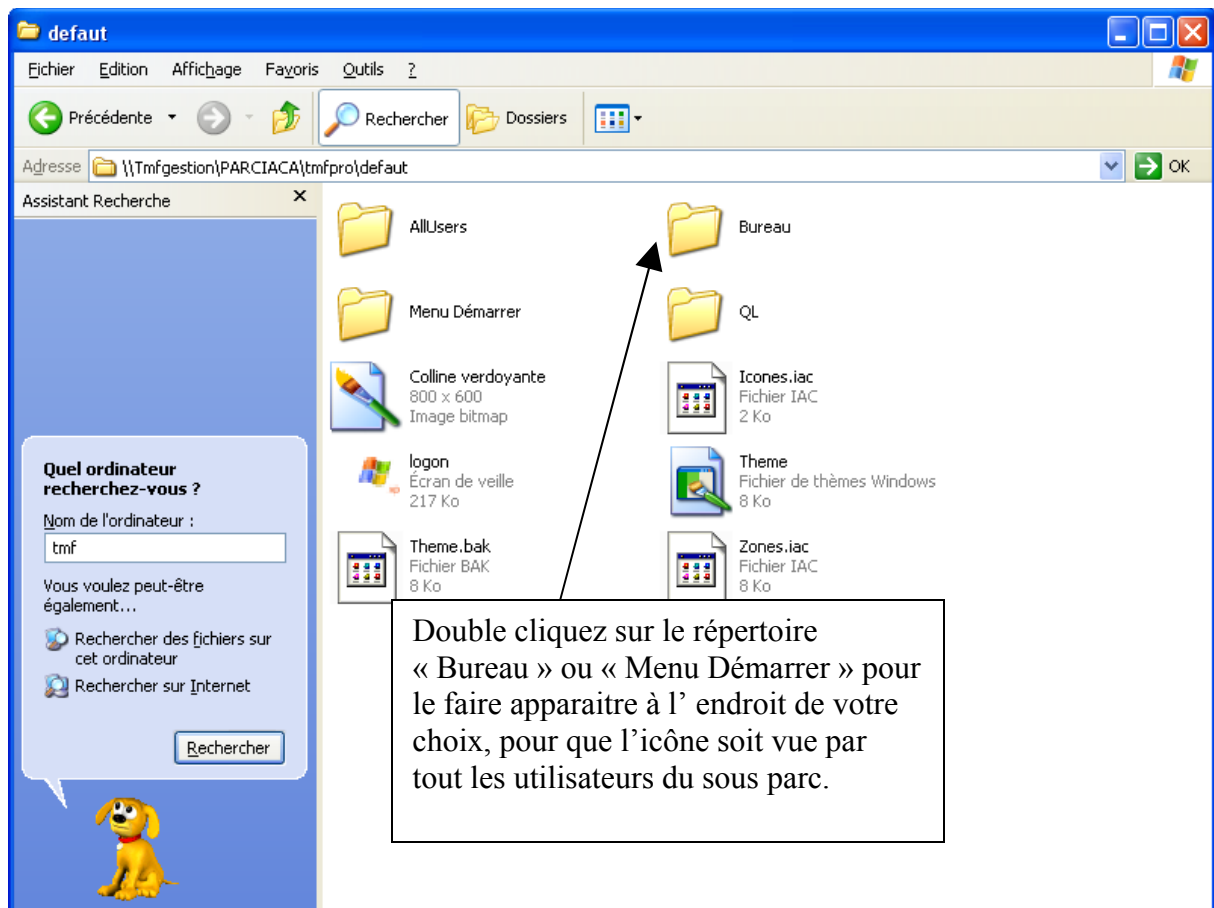 defaut
Fichier Edition Affichage Favoris Outils ?
Précédente Rechercher Dossiers
Adresse \\Tmfgestion\PARCIACA\tmfpro\defaut OK
Assistant Recherche
Quel ordinateur
recherchez-vous ?
Nom de l'ordinateur :
tmf
Vous voulez peut-être
également...
Rechercher des fichiers sur
cet ordinateur
Rechercher sur Internet
Rechercher
AllUsers
Bureau
Menu Démarrer
QL
Colline verdoyante
800 x 600
Image bitmap
Icones.iac
Fichier IAC
2 Ko
logon
Écran de veille
217 Ko
Theme
Fichier de thèmes Windows
8 Ko
Theme.bak
Fichier BAK
8 Ko
Zones.iac
Fichier IAC
8 Ko
Double cliquez sur le répertoire
« Bureau » ou « Menu Démarrer » pour
le faire apparaitre à l’ endroit de votre
choix, pour que l’icône soit vue par
tout les utilisateurs du sous parc.